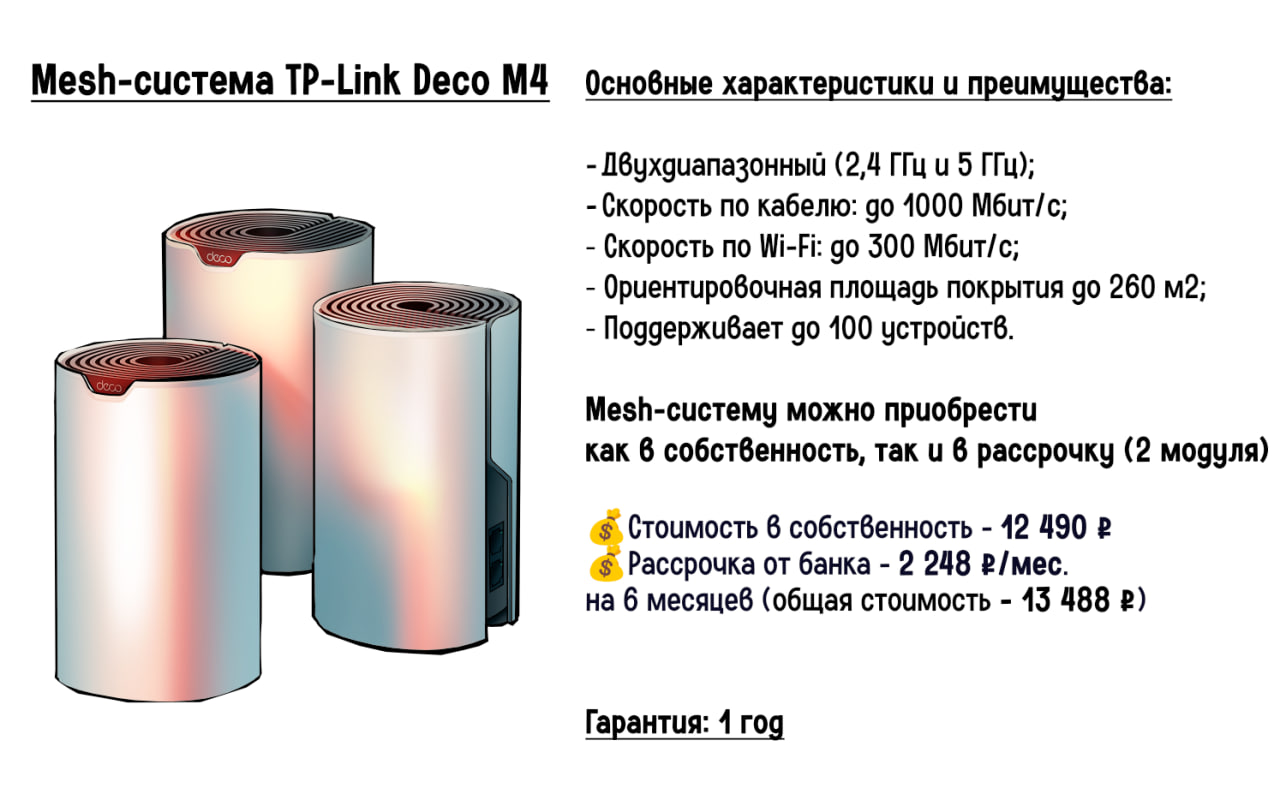 Mesh-система TP-Link Deco M4
Основные характеристики и преимущества:
- Двухдиапазонный (2,4 ГГц и 5 ГГц);
- Скорость по кабелю: до 1000 Мбит/с;
- Скорость по Wi-Fi: до 300 Мбит/с;
- Ориентировочная площадь покрытия до 260 м2;
- Поддерживает до 100 устройств.
Mesh-систему можно приобрести
как в собственность, так и в рассрочку (2 модуля)
💰Стоимость в собственность - 12 490 ₽
💰Рассрочка от банка - 2 248 ₽/мес.
на 6 месяцев (общая стоимость - 13 488 ₽)
Гарантия: 1 год
deco
deco